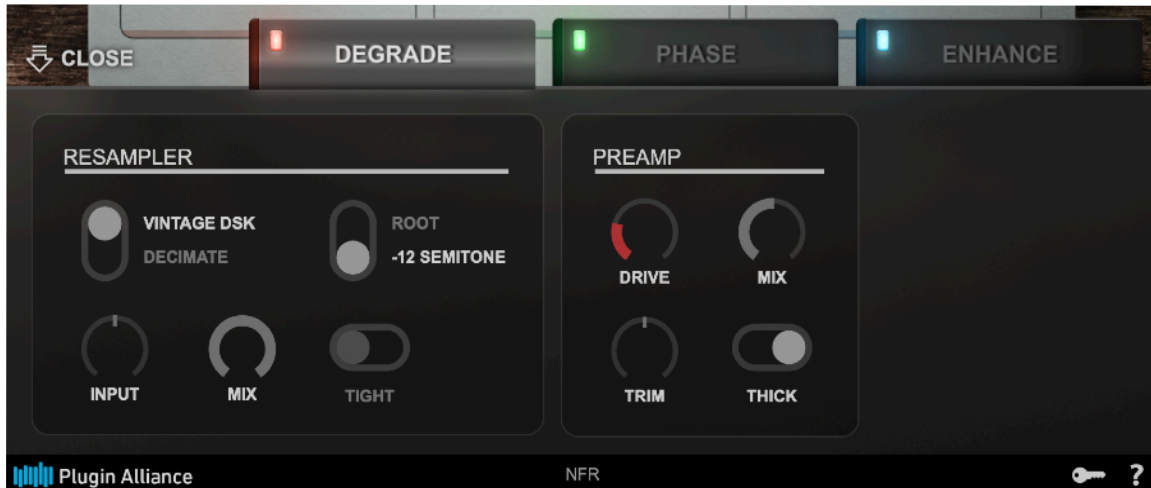 CLOSE
DEGRADE
PHASE
ENHANCE
RESAMPLER
VINTAGE DSK
DECIMATE
ROOT
-12 SEMITONE
INPUT
MIX
TIGHT
PREAMP
DRIVE
MIX
TRIM
THICK
Plugin Alliance
NFR
?